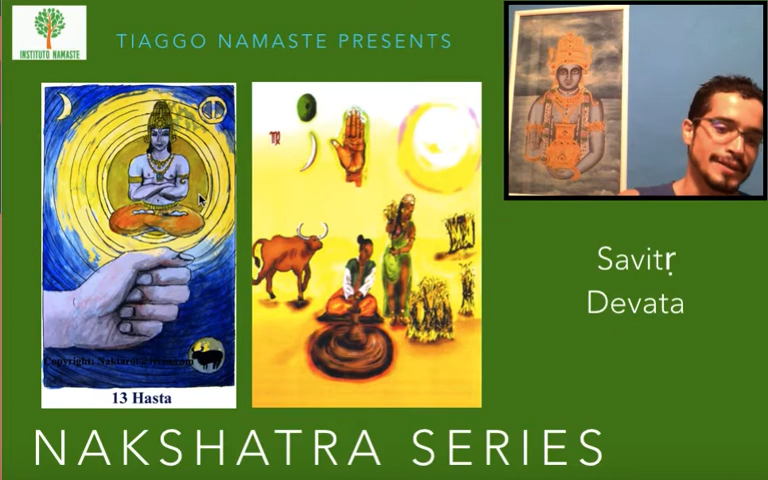 INSTITUTO NAMASTE
TIAGGO NAMASTE PRESENTS
Savitṛ
Devata
13 Hasta
NAKSHATRA SERIES